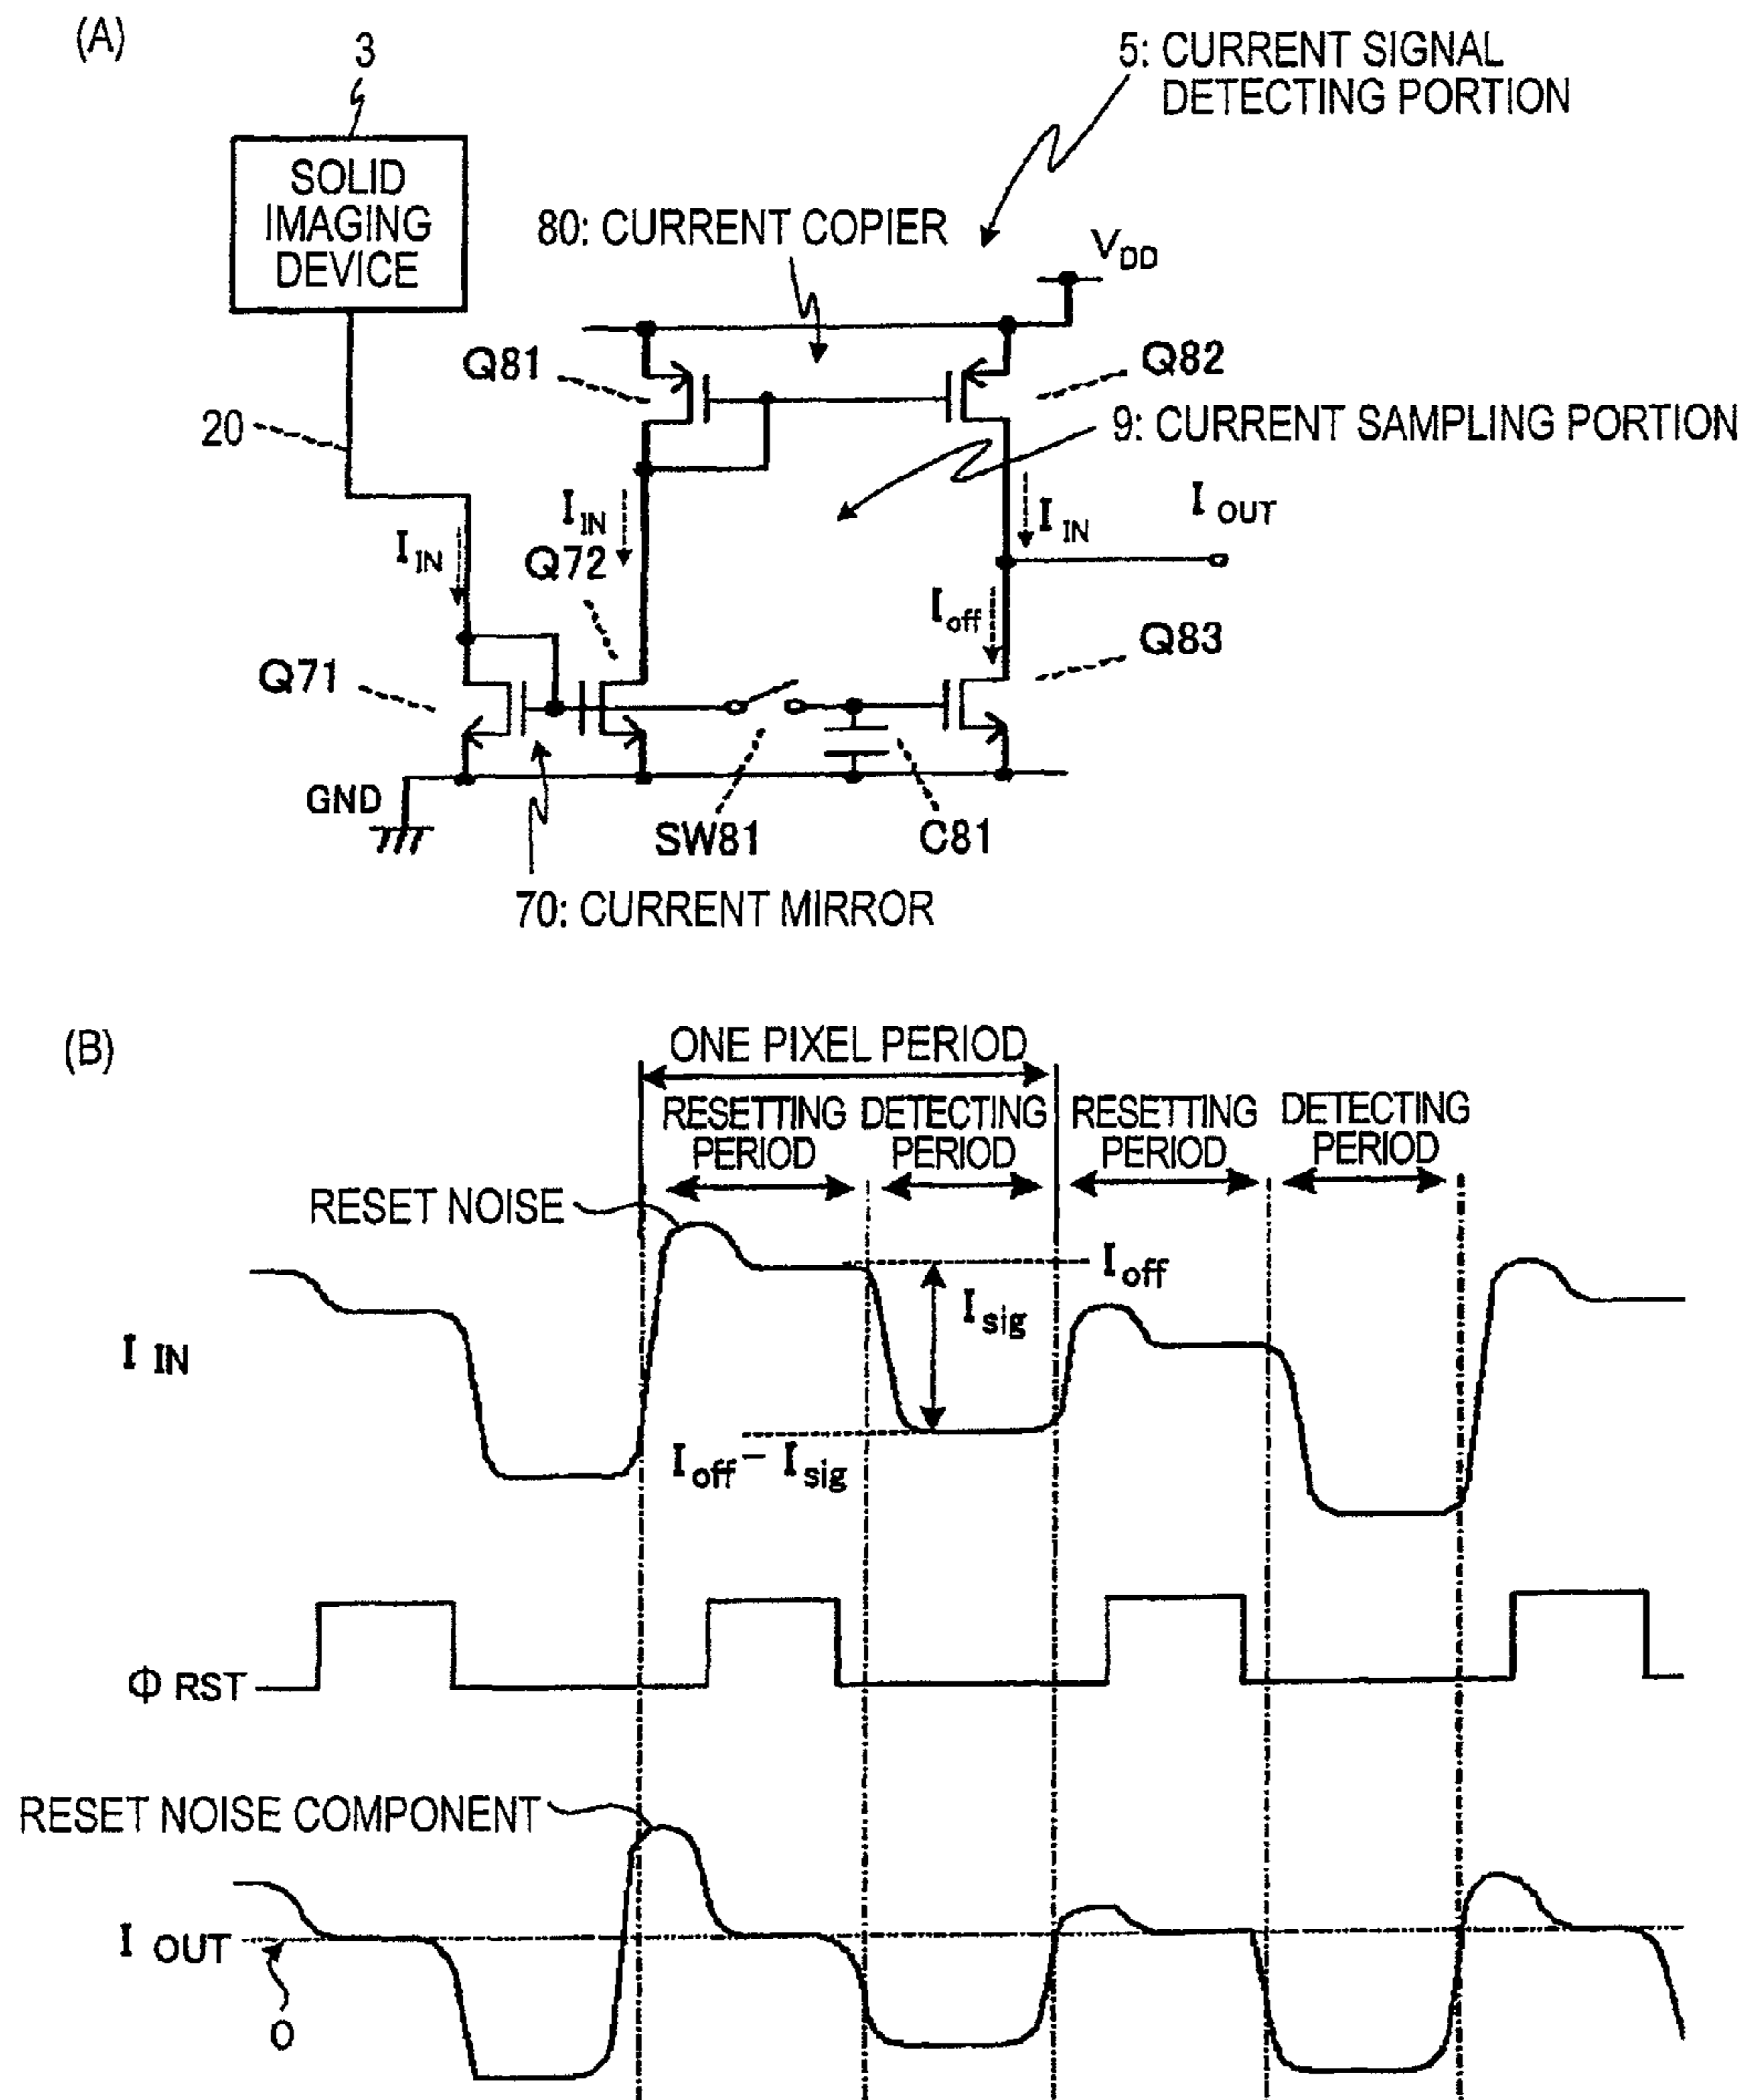 (A)
3
5: CURRENT SIGNAL
DETECTING PORTION
SOLID
IMAGING
DEVICE
80: CURRENT COPIER
VDD
Q81
Q82
20
9: CURRENT SAMPLING PORTION
IIN
IIN
IIN
IOUT
Q72
Ioff
Q71
Q83
GND
SW81
C81
70: CURRENT MIRROR
(B)
ONE PIXEL PERIOD
RESETTING
PERIOD
DETECTING
PERIOD
RESETTING
PERIOD
DETECTING
PERIOD
RESET NOISE
Ioff
Isig
I IN
Ioff - Isig
Φ RST
RESET NOISE COMPONENT
I OUT
0